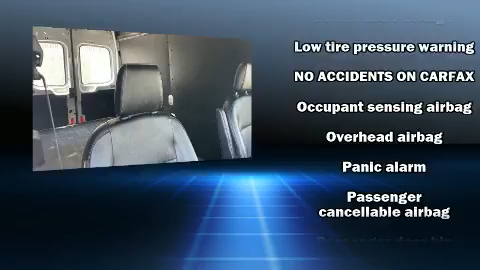 Low tire pressure warning
NO ACCIDENTS ON CARFAX
Occupant sensing airbag
Overhead airbag
Panic alarm
Passenger
cancellable airbag